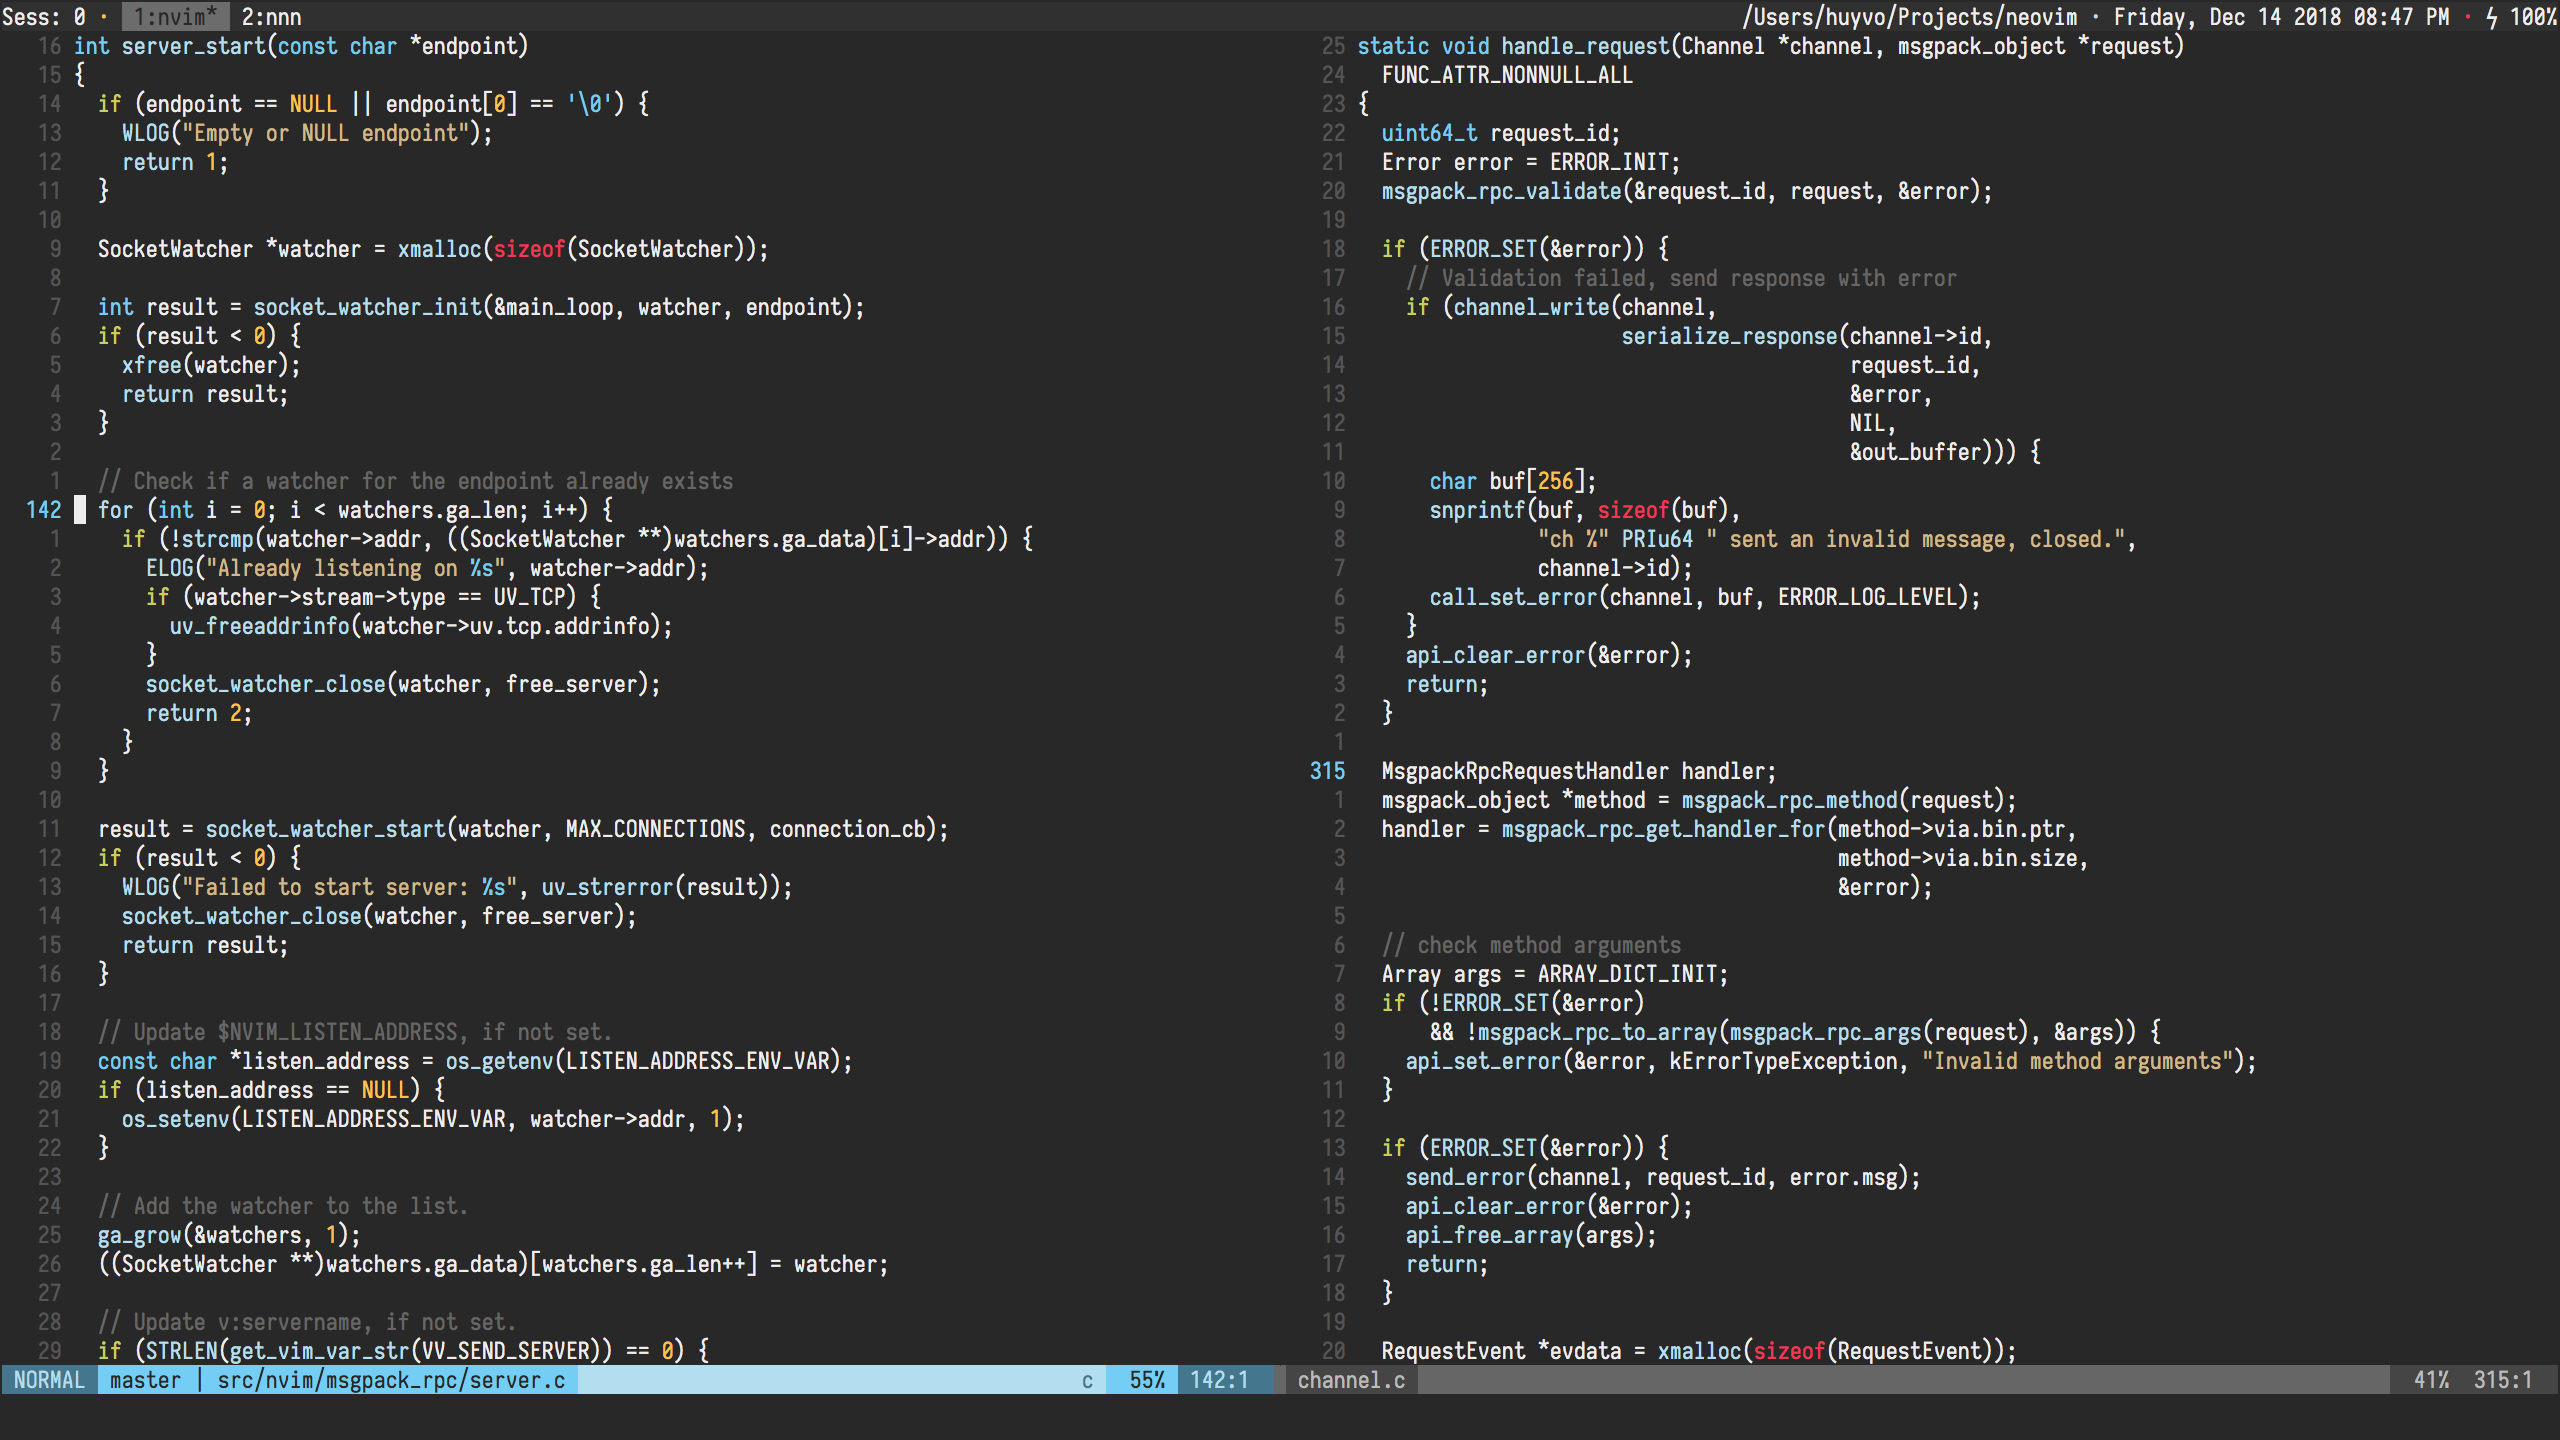 Sess: 0 · 1:nvim* 2:nnn /Users/huyvo/Projects/neovim · Friday, Dec 14 2018 08:47 PM · ϟ 100%
16 int server_start(const char *endpoint)
15 {
14   if (endpoint == NULL || endpoint[0] == '\0') {
13     WLOG("Empty or NULL endpoint");
12     return 1;
11   }
10
9   SocketWatcher *watcher = xmalloc(sizeof(SocketWatcher));
8
7   int result = socket_watcher_init(&main_loop, watcher, endpoint);
6   if (result < 0) {
5     xfree(watcher);
4     return result;
3   }
2
1   // Check if a watcher for the endpoint already exists
142   for (int i = 0; i < watchers.ga_len; i++) {
1     if (!strcmp(watcher->addr, ((SocketWatcher **)watchers.ga_data)[i]->addr)) {
2       ELOG("Already listening on %s", watcher->addr);
3       if (watcher->stream->type == UV_TCP) {
4         uv_freeaddrinfo(watcher->uv.tcp.addrinfo);
5       }
6       socket_watcher_close(watcher, free_server);
7       return 2;
8     }
9   }
10
11   result = socket_watcher_start(watcher, MAX_CONNECTIONS, connection_cb);
12   if (result < 0) {
13     WLOG("Failed to start server: %s", uv_strerror(result));
14     socket_watcher_close(watcher, free_server);
15     return result;
16   }
17
18   // Update $NVIM_LISTEN_ADDRESS, if not set.
19   const char *listen_address = os_getenv(LISTEN_ADDRESS_ENV_VAR);
20   if (listen_address == NULL) {
21     os_setenv(LISTEN_ADDRESS_ENV_VAR, watcher->addr, 1);
22   }
23
24   // Add the watcher to the list.
25   ga_grow(&watchers, 1);
26   ((SocketWatcher **)watchers.ga_data)[watchers.ga_len++] = watcher;
27
28   // Update v:servername, if not set.
29   if (STRLEN(get_vim_var_str(VV_SEND_SERVER)) == 0) {
25 static void handle_request(Channel *channel, msgpack_object *request)
24   FUNC_ATTR_NONNULL_ALL
23 {
22   uint64_t request_id;
21   Error error = ERROR_INIT;
20   msgpack_rpc_validate(&request_id, request, &error);
19
18   if (ERROR_SET(&error)) {
17     // Validation failed, send response with error
16     if (channel_write(channel,
15                       serialize_response(channel->id,
14                                          request_id,
13                                          &error,
12                                          NIL,
11                                          &out_buffer))) {
10       char buf[256];
9       snprintf(buf, sizeof(buf),
8                "ch %" PRIu64 " sent an invalid message, closed.",
7                channel->id);
6       call_set_error(channel, buf, ERROR_LOG_LEVEL);
5     }
4     api_clear_error(&error);
3     return;
2   }
1
315   MsgpackRpcRequestHandler handler;
1   msgpack_object *method = msgpack_rpc_method(request);
2   handler = msgpack_rpc_get_handler_for(method->via.bin.ptr,
3                                         method->via.bin.size,
4                                         &error);
5
6   // check method arguments
7   Array args = ARRAY_DICT_INIT;
8   if (!ERROR_SET(&error)
9       && !msgpack_rpc_to_array(msgpack_rpc_args(request), &args)) {
10     api_set_error(&error, kErrorTypeException, "Invalid method arguments");
11   }
12
13   if (ERROR_SET(&error)) {
14     send_error(channel, request_id, error.msg);
15     api_clear_error(&error);
16     api_free_array(args);
17     return;
18   }
19
20   RequestEvent *evdata = xmalloc(sizeof(RequestEvent));
NORMAL master | src/nvim/msgpack_rpc/server.c c 55% 142:1 channel.c 41% 315:1